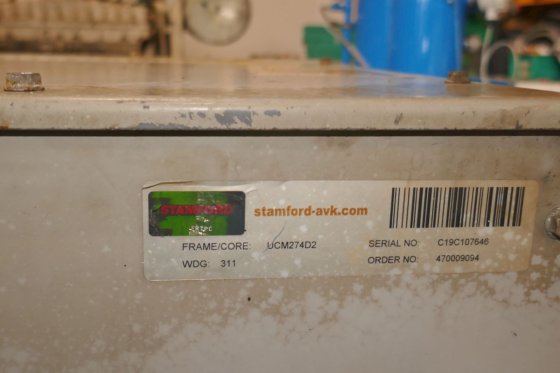 STAMFORD
stamford-avk.com
FRAME/CORE: UCM274D2
SERIAL NO: C19C107646
WDG: 311
ORDER NO: 470009094